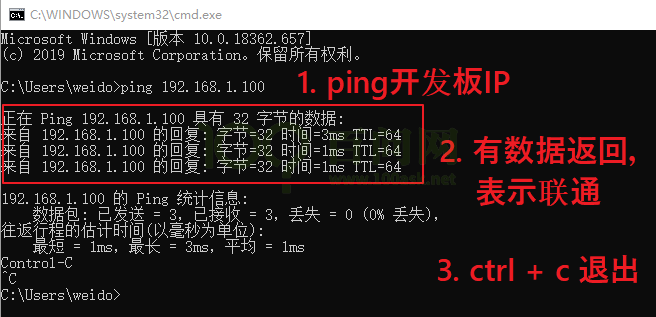 C:\WINDOWS\system32\cmd.exe
Microsoft Windows [版本 10.0.18362.657]
(c) 2019 Microsoft Corporation。保留所有权利。
C:\Users\weido>ping 192.168.1.100
1. ping开发板IP
正在 Ping 192.168.1.100 具有 32 字节的数据:
来自 192.168.1.100 的回复: 字节=32 时间=3ms TTL=64
来自 192.168.1.100 的回复: 字节=32 时间=1ms TTL=64
来自 192.168.1.100 的回复: 字节=32 时间=1ms TTL=64
2. 有数据返回,
表示联通
www.100ask.net
192.168.1.100 的 Ping 统计信息:
数据包: 已发送 = 3，已接收 = 3，丢失 = 0 (0% 丢失)，
往返行程的估计时间(以毫秒为单位):
最短 = 1ms，最长 = 3ms，平均 = 1ms
Control-C
^C
3. ctrl + c 退出
C:\Users\weido>